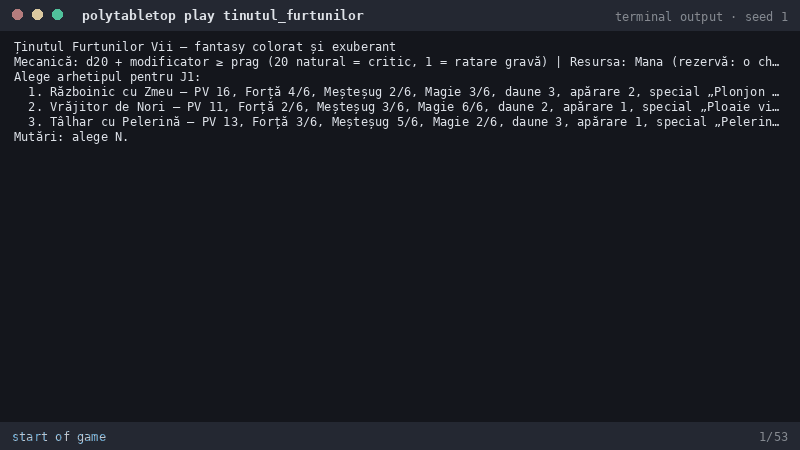 polytabletop play tinutul_furtunilor
terminal output · seed 1
Ținutul Furtunilor Vii — fantasy colorat și exuberant
Mecanică: d20 + modificator ≥ prag (20 natural = critic, 1 = ratare gravă) | Resursa: Mana (rezervă: o ch…
Alege arhetipul pentru J1:
1. Războinic cu Zmeu — PV 16, Forță 4/6, Meșteșug 2/6, Magie 3/6, daune 3, apărare 2, special „Plonjon …
2. Vrăjitor de Nori — PV 11, Forță 2/6, Meșteșug 3/6, Magie 6/6, daune 2, apărare 1, special „Ploaie vi…
3. Tâlhar cu Pelerină — PV 13, Forță 3/6, Meșteșug 5/6, Magie 2/6, daune 3, apărare 1, special „Pelerin…
Mutări: alege N.
start of game
1/53